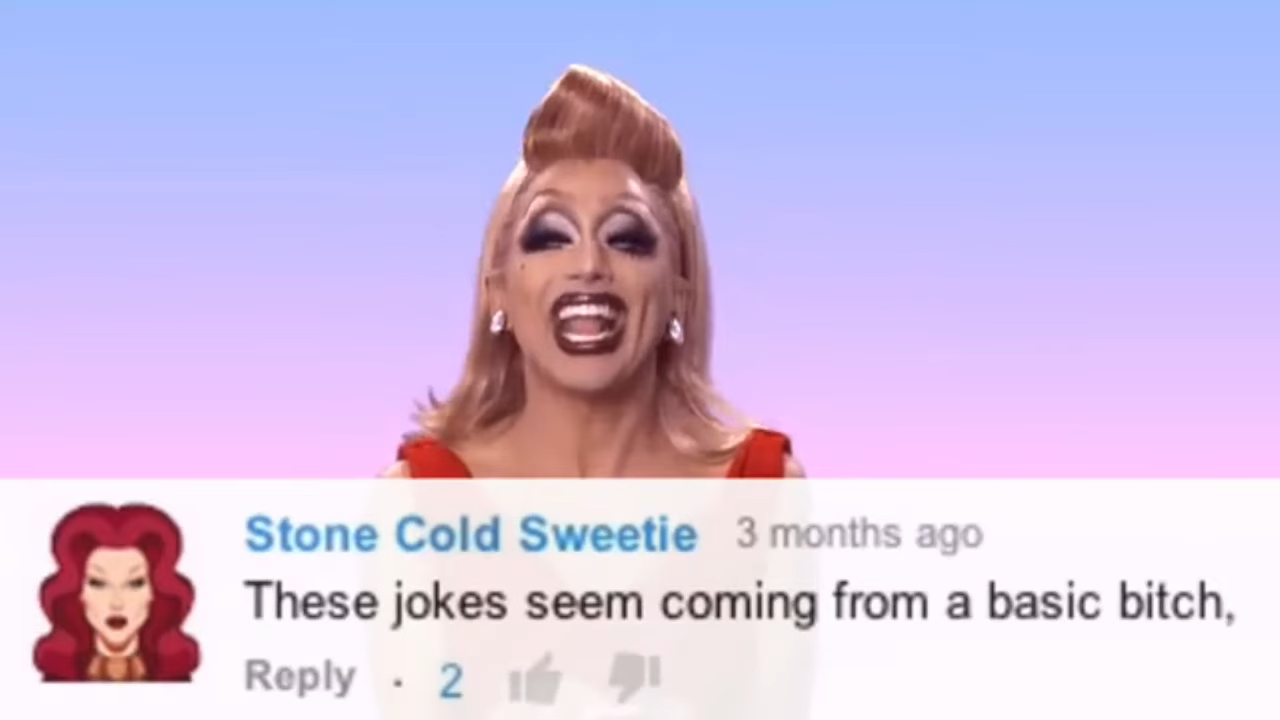 Stone Cold Sweetie 3 months ago
These jokes seem coming from a basic bitch,
Reply · 2